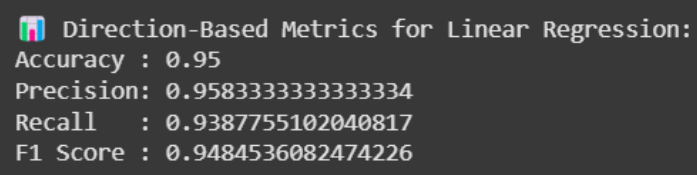 📊 Direction-Based Metrics for Linear Regression:
Accuracy : 0.95
Precision: 0.9583333333333334
Recall   : 0.9387755102040817
F1 Score : 0.9484536082474226